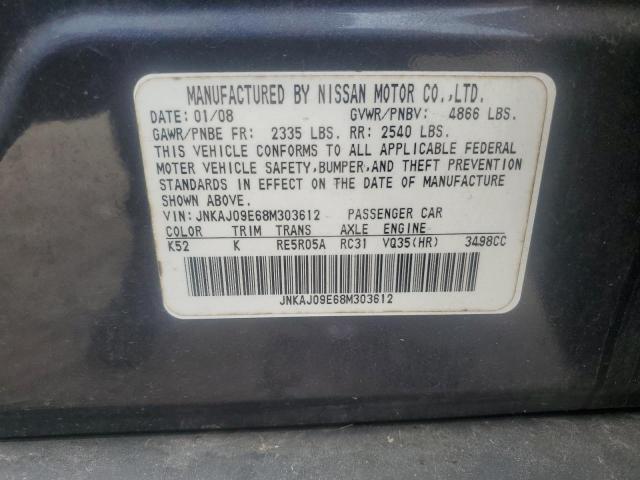 MANUFACTURED BY NISSAN MOTOR CO.,LTD.
DATE: 01/08 GVWR/PNBV: 4866 LBS.
GAWR/PNBE FR: 2335 LBS. RR: 2540 LBS.
THIS VEHICLE CONFORMS TO ALL APPLICABLE FEDERAL
MOTOR VEHICLE SAFETY, BUMPER, AND THEFT PREVENTION
STANDARDS IN EFFECT ON THE DATE OF MANUFACTURE
SHOWN ABOVE.
VIN: JNKAJ09E68M303612 PASSENGER CAR
COLOR TRIM TRANS AXLE ENGINE
K52 K RE5R05A RC31 VQ35(HR) 3498CC
JNKAJ09E68M303612